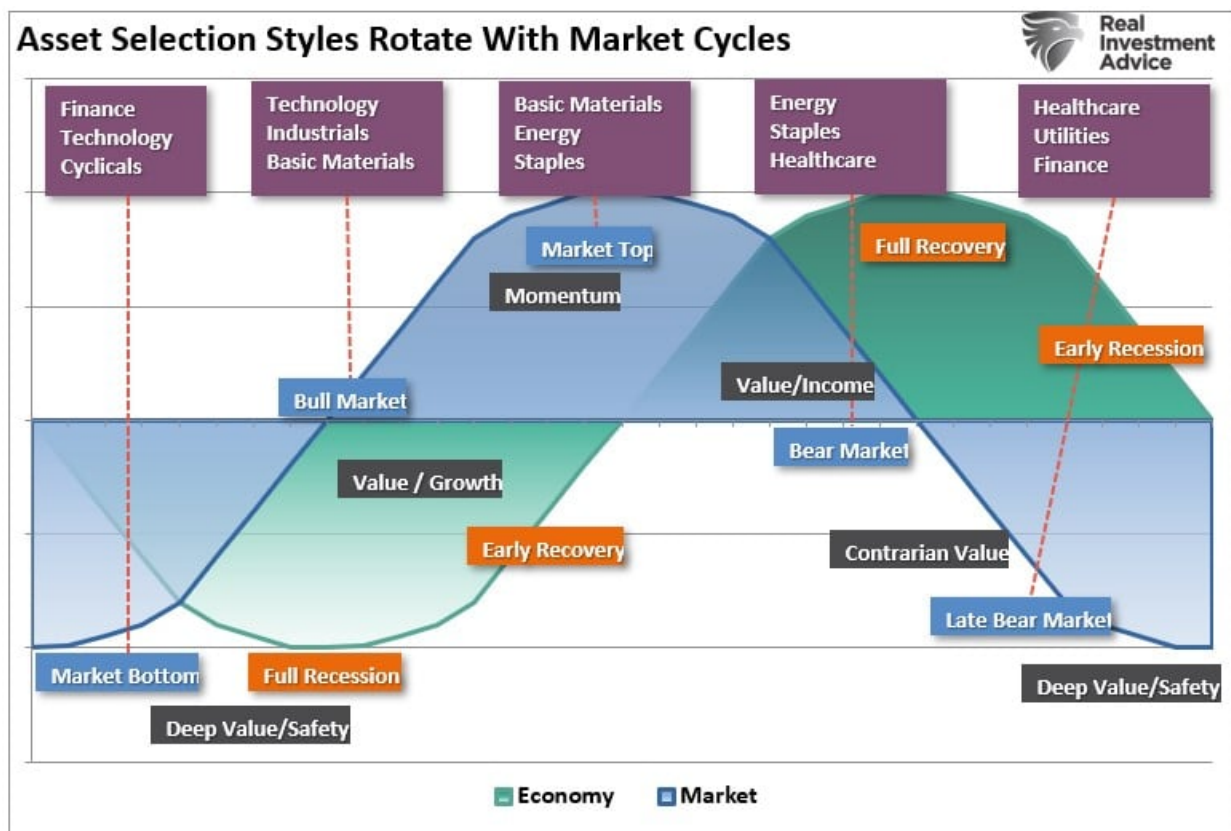 Asset Selection Styles Rotate With Market Cycles
Real
Investment
Advice
Finance
Technology
Cyclicals
Technology
Industrials
Basic Materials
Basic Materials
Energy
Staples
Energy
Staples
Healthcare
Healthcare
Utilities
Finance
Market Top
Full Recovery
Momentum
Early Recession
Value/Income
Bull Market
Bear Market
Value / Growth
Early Recovery
Contrarian Value
Late Bear Market
Market Bottom
Full Recession
Deep Value/Safety
Deep Value/Safety
Economy
Market